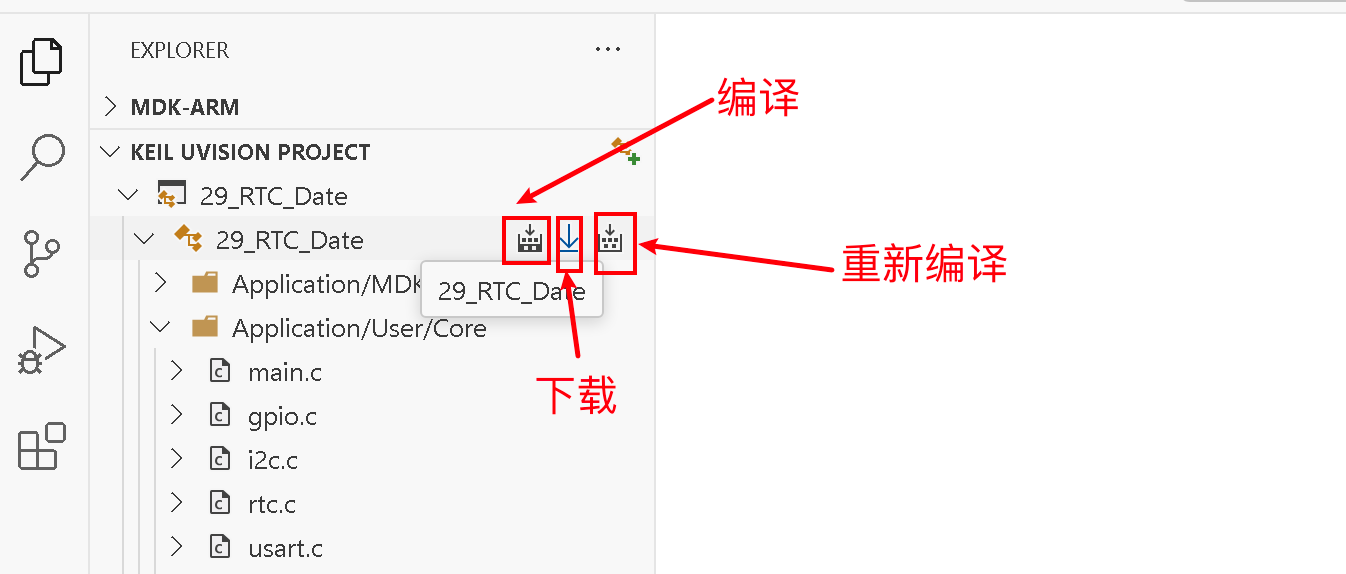 EXPLORER
编译
MDK-ARM
KEIL UVISION PROJECT
29_RTC_Date
29_RTC_Date
重新编译
Application/MDK
29_RTC_Date
Application/User/Core
main.c
下载
gpio.c
i2c.c
rtc.c
usart.c